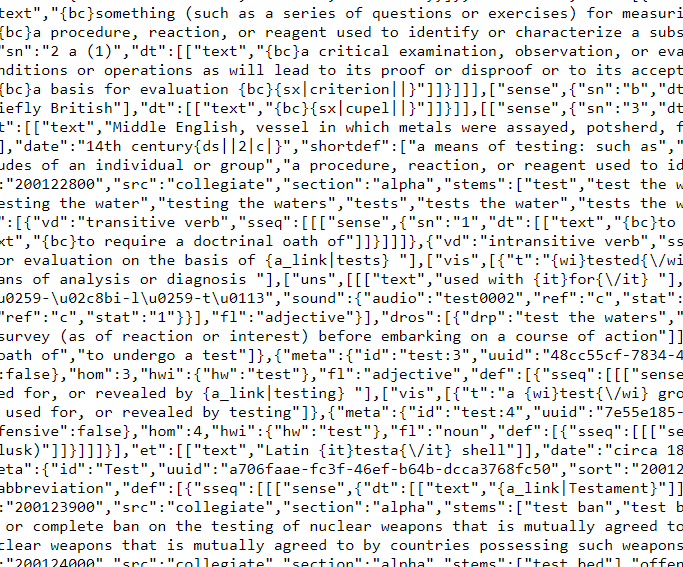 text","{bc}something (such as a series of questions or exercises) for measuri
{bc}a procedure, reaction, or reagent used to identify or characterize a subs
"sn":"2 a (1)","dt":[["text","{bc}a critical examination, observation, or eva
nditions or operations as will lead to its proof or disproof or to its accept
{bc}a basis for evaluation {bc}{sx|criterion||}"]]}]]],["sense",{"sn":"b","dt
iefly British"],"dt":[["text","{bc}{sx|cupel||}"]]}]],[["sense",{"sn":"3","dt
t":[["text","Middle English, vessel in which metals were assayed, potsherd, f
],"date":"14th century{ds||2|c|}","shortdef":["a means of testing: such as","
udes of an individual or group","a procedure, reaction, or reagent used to id
:"200122800","src":"collegiate","section":"alpha","stems":["test","test the w
esting the water","testing the waters","tests","tests the water","tests the w
":[{"vd":"transitive verb","sseq":[[["sense",{"sn":"1","dt":[["text","{bc}to 
xt","{bc}to require a doctrinal oath of"]]}]]]},{"vd":"intransitive verb","ss
or evaluation on the basis of {a_link|tests} "],["vis",[{"t":"{wi}tested{\/wi
ans of analysis or diagnosis "],["uns",[[["text","used with {it}for{\/it} "],
u0259-\u02c8bi-l\u0259-t\u0113","sound":{"audio":"test0002","ref":"c","stat":
"ref":"c","stat":"1"}}],"fl":"adjective"}],"dros":[{"drp":"test the waters","
survey (as of reaction or interest) before embarking on a course of action"]]
oath of","to undergo a test"]},{"meta":{"id":"test:3","uuid":"48cc55cf-7834-4
:false},"hom":3,"hwi":{"hw":"test"},"fl":"adjective","def":[{"sseq":[[["sense
ed for, or revealed by {a_link|testing} "],["vis",[{"t":"a {wi}test{\/wi} gro
 used for, or revealed by testing"]},{"meta":{"id":"test:4","uuid":"7e55e185-
fensive":false},"hom":4,"hwi":{"hw":"test"},"fl":"noun","def":[{"sseq":[[["se
lusk)"]]}]]]}],"et":[["text","Latin {it}testa{\/it} shell"]],"date":"circa 18
eta":{"id":"Test","uuid":"a706faae-fc3f-46ef-b64b-dcca3768fc50","sort":"20012
abbreviation","def":[{"sseq":[[["sense",{"dt":[["text","{a_link|Testament}"]]
"200123900","src":"collegiate","section":"alpha","stems":["test ban","test b
 or complete ban on the testing of nuclear weapons that is mutually agreed to
clear weapons that is mutually agreed to by countries possessing such weapons
:"200124000","src":"collegiate","section":"alpha","stems":["test bed"],"offen